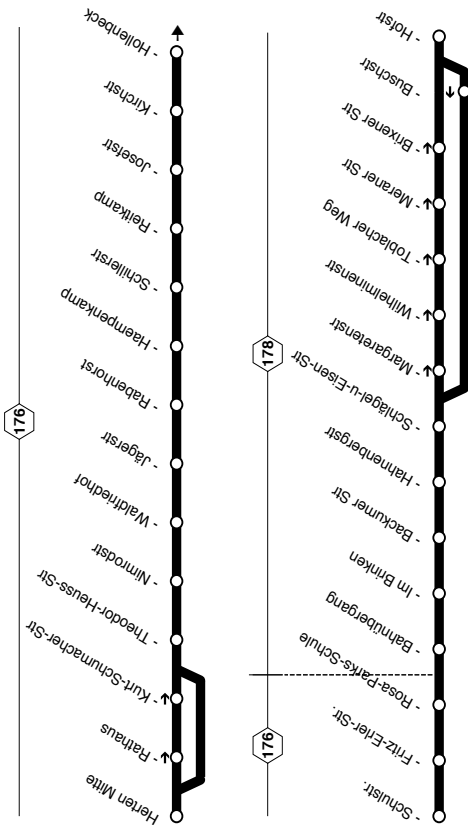 176
Herten Mitte
- Rathaus
- Kurt-Schumacher-Str
- Theodor-Heuss-Str
- Nimrodstr
- Waldfriedhof
- Jägerstr
- Rabenhorst
- Haempenkamp
- Schillerstr
- Reitkamp
- Josefstr
- Kirchstr
- Hollenbeck
176
178
- Schulstr.
- Fritz-Erler-Str.
- Rosa-Parks-Schule
- Bahnübergang
- Im Brinken
- Backumer Str
- Hahnenbergstr
- Schlägel-u-Eisen-Str
- Margaretenstr
- Wilhelminenstr
- Toblacher Weg
- Meraner Str
- Brixener Str
- Buschstr
- Hofstr